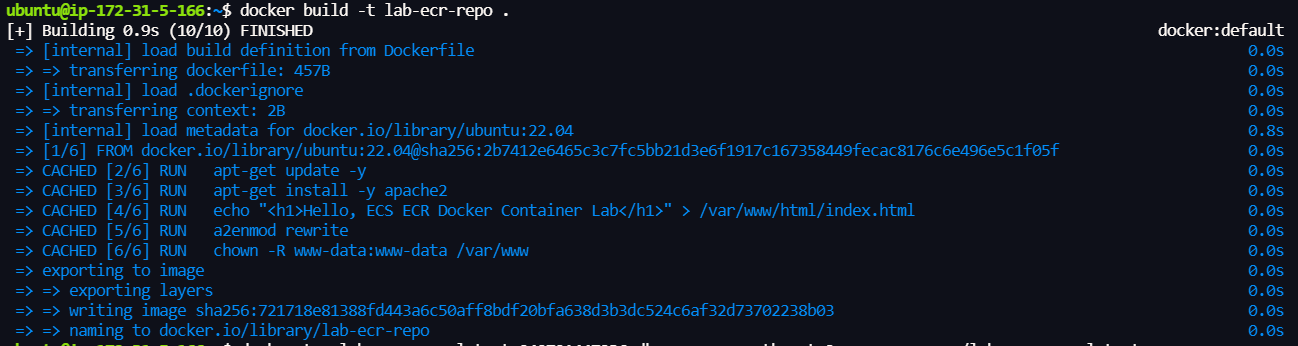 ubuntu@ip-172-31-5-166:~$ docker build -t lab-ecr-repo .
[+] Building 0.9s (10/10) FINISHED docker:default
=> [internal] load build definition from Dockerfile 0.0s
=> => transferring dockerfile: 457B 0.0s
=> [internal] load .dockerignore 0.0s
=> => transferring context: 2B 0.0s
=> [internal] load metadata for docker.io/library/ubuntu:22.04 0.8s
=> [1/6] FROM docker.io/library/ubuntu:22.04@sha256:2b7412e6465c3c7fc5bb21d3e6f1917c167358449fecac8176c6e496e5c1f05f 0.0s
=> CACHED [2/6] RUN   apt-get update -y 0.0s
=> CACHED [3/6] RUN   apt-get install -y apache2 0.0s
=> CACHED [4/6] RUN   echo "<h1>Hello, ECS ECR Docker Container Lab</h1>" > /var/www/html/index.html 0.0s
=> CACHED [5/6] RUN   a2enmod rewrite 0.0s
=> CACHED [6/6] RUN   chown -R www-data:www-data /var/www 0.0s
=> exporting to image 0.0s
=> => exporting layers 0.0s
=> => writing image sha256:721718e81388fd443a6c50aff8bdf20bfa638d3b3dc524c6af32d73702238b03 0.0s
=> => naming to docker.io/library/lab-ecr-repo 0.0s